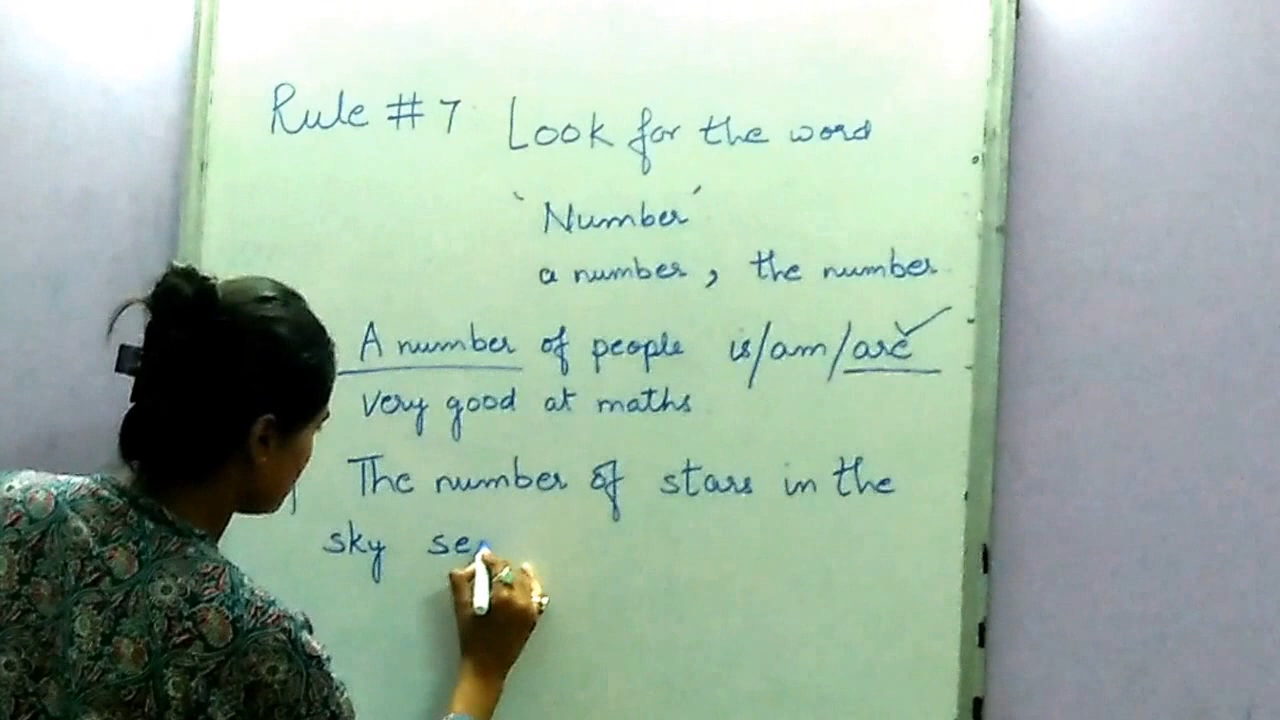 Rule # 7 Look for the word
'Number'
a number, the number
A number of people is/am/are
very good at maths
The number of stars in the
sky se